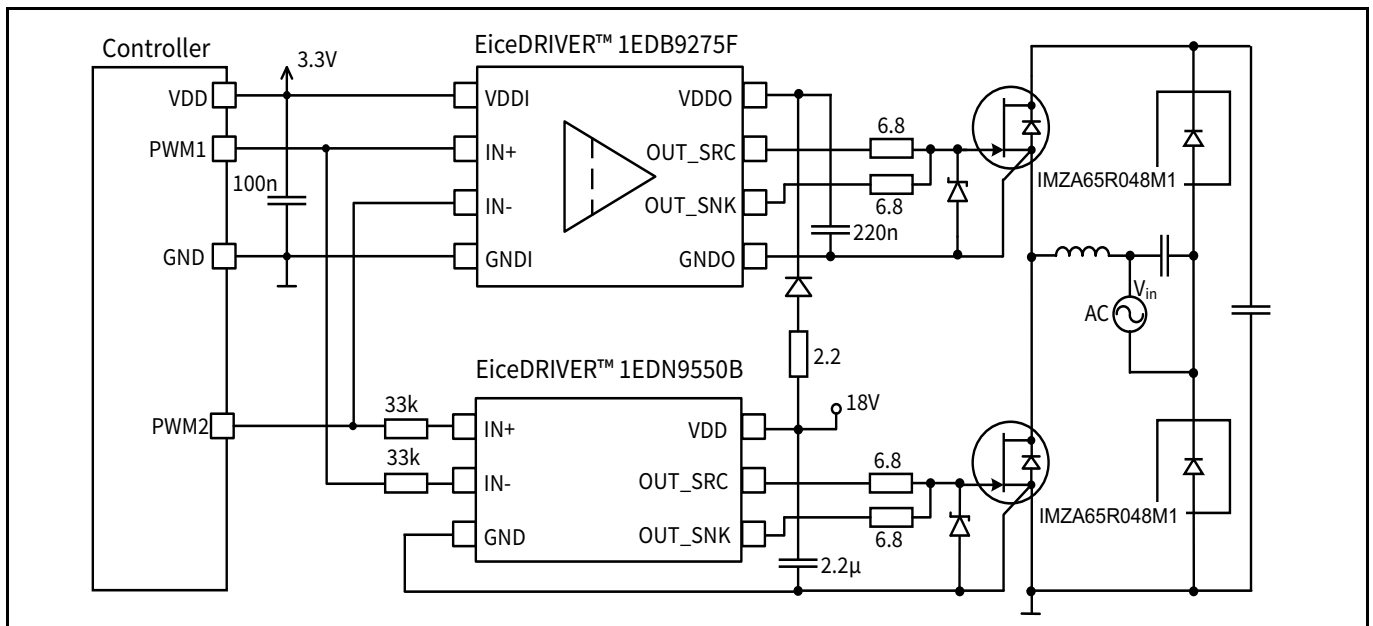 Controller
EiceDRIVER™ 1EDB9275F
3.3V
VDD
VDDI
VDDO
PWM1
IN+
OUT_SRC
6.8
100n
IN-
OUT_SNK
6.8
IMZA65R048M1
GND
GNDI
GNDO
220n
Vin
AC
2.2
EiceDRIVER™ 1EDN9550B
18V
PWM2
33k
IN+
VDD
33k
IN-
OUT_SRC
6.8
GND
OUT_SNK
6.8
IMZA65R048M1
2.2µ